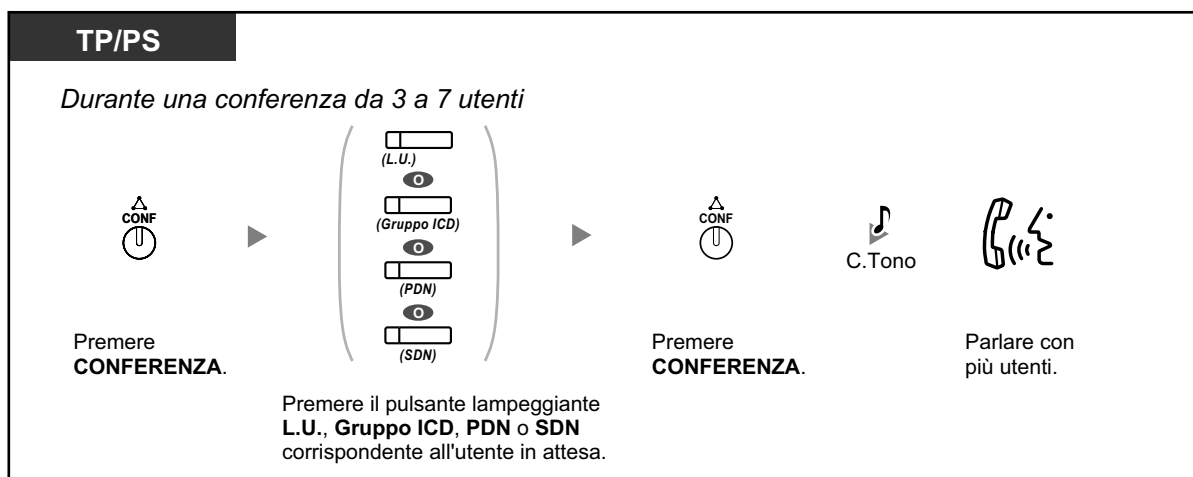 TP/PS
Durante una conferenza da 3 a 7 utenti
CONF
Premere
CONFERENZA.
(L.U.)
O
(Gruppo ICD)
O
(PDN)
O
(SDN)
Premere il pulsante lampeggiante
L.U., Gruppo ICD, PDN o SDN
corrispondente all'utente in attesa.
CONF
Premere
CONFERENZA.
C.Tono
Parlare con
più utenti.